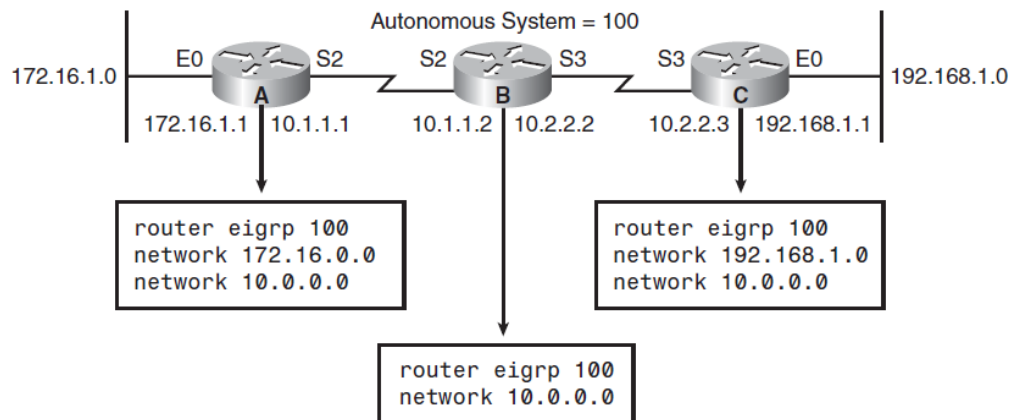 Autonomous System = 100
172.16.1.0 E0 S2 S2 S3 S3 E0 192.168.1.0
A B C
172.16.1.1 10.1.1.1 10.1.1.2 10.2.2.2 10.2.2.3 192.168.1.1
router eigrp 100
network 172.16.0.0
network 10.0.0.0
router eigrp 100
network 192.168.1.0
network 10.0.0.0
router eigrp 100
network 10.0.0.0